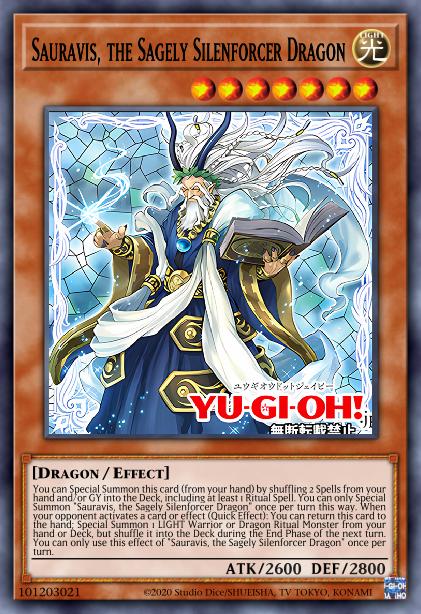 SAURAVIS, THE SAGELY SILENFORCER DRAGON
LIGHT
光
ユウギオウドットジェイピー
YU-GI-OH!
無断転載禁止
[DRAGON / EFFECT]
You can Special Summon this card (from your hand) by shuffling 2 Spells from your
hand and/or GY into the Deck, including at least 1 Ritual Spell. You can only Special
Summon "Sauravis, the Sagely Silenforcer Dragon" once per turn this way. When
your opponent activates a card or effect (Quick Effect): You can return this card to
the hand; Special Summon 1 LIGHT Warrior or Dragon Ritual Monster from your
hand or Deck, but shuffle it into the Deck during the End Phase of the next turn.
You can only use this effect of "Sauravis, the Sagely Silenforcer Dragon" once per
turn.
ATK/2600 DEF/2800
101203021
©2020 Studio Dice/SHUEISHA, TV TOKYO, KONAMI